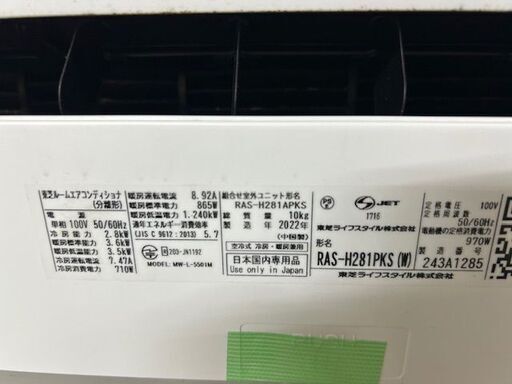 東芝ルームエアコンディショナ
(分離形)
電源
単相 100V 50/60Hz
冷房能力 2.8kW
暖房標準能力 3.6kW
暖房低温能力 3.5kW
冷房運転電流 7.47A
冷房消費電力 710W
暖房運転電流 8.92A
暖房標準電力 865W
暖房低温電力 1.240kW
通年エネルギー消費効率
(JIS C 9612:2013) 5.7
203-JN1192
MODEL: MW-L-5501M
組合せ室外ユニット形名
RAS-H281APKS
総質量 10kg
製造年 2022年
(中国製)
空冷式 冷房・暖房兼用
日本国内専用品
Use only in Japan
PS E
JET
1716
東芝ライフスタイル株式会社
形名
RAS-H281PKS(W)
定格電圧 100V
定格周波数
50/60Hz
電動機の定格消費電力
970W
製造番号
243A1285
東芝ライフスタイル株式会社